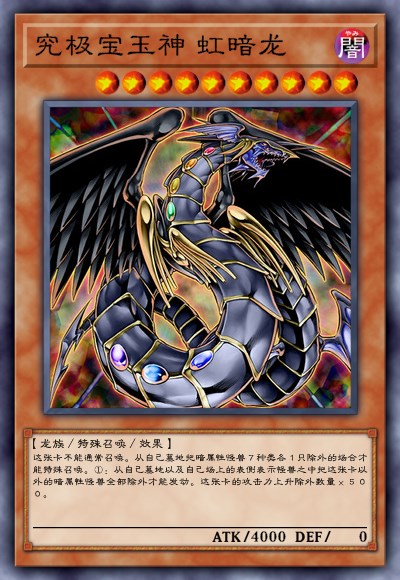 究极宝玉神 虹暗龙
やみ
闇
【龙族／特殊召唤／效果】
这张卡不能通常召唤。从自己墓地把暗属性怪兽7种类各1只除外的场合才
能特殊召唤。①：从自己墓地以及自己场上的表侧表示怪兽之中把这张卡以
外的暗属性怪兽全部除外才能发动。这张卡的攻击力上升除外数量×50
0。
ATK/4000 DEF/ 0